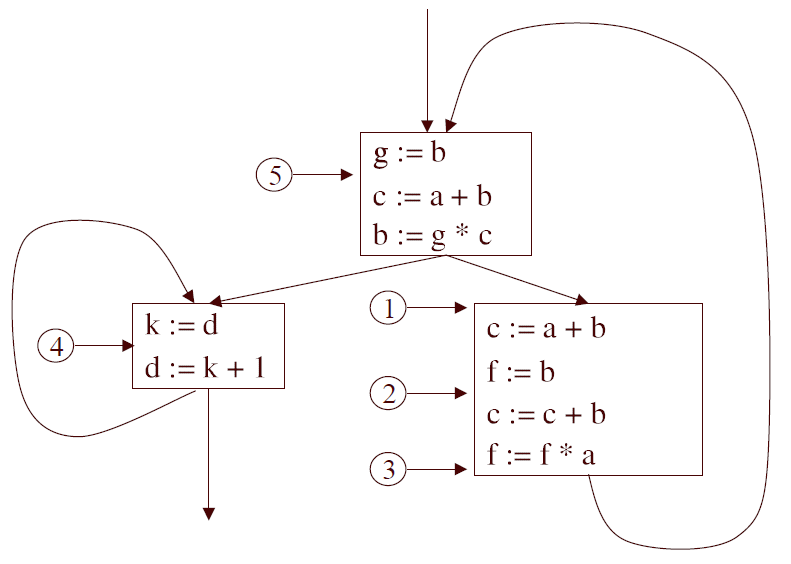 g := b
5
c := a + b
b := g * c
1
k := d
c := a + b
4
d := k + 1
f := b
2
c := c + b
3
f := f * a